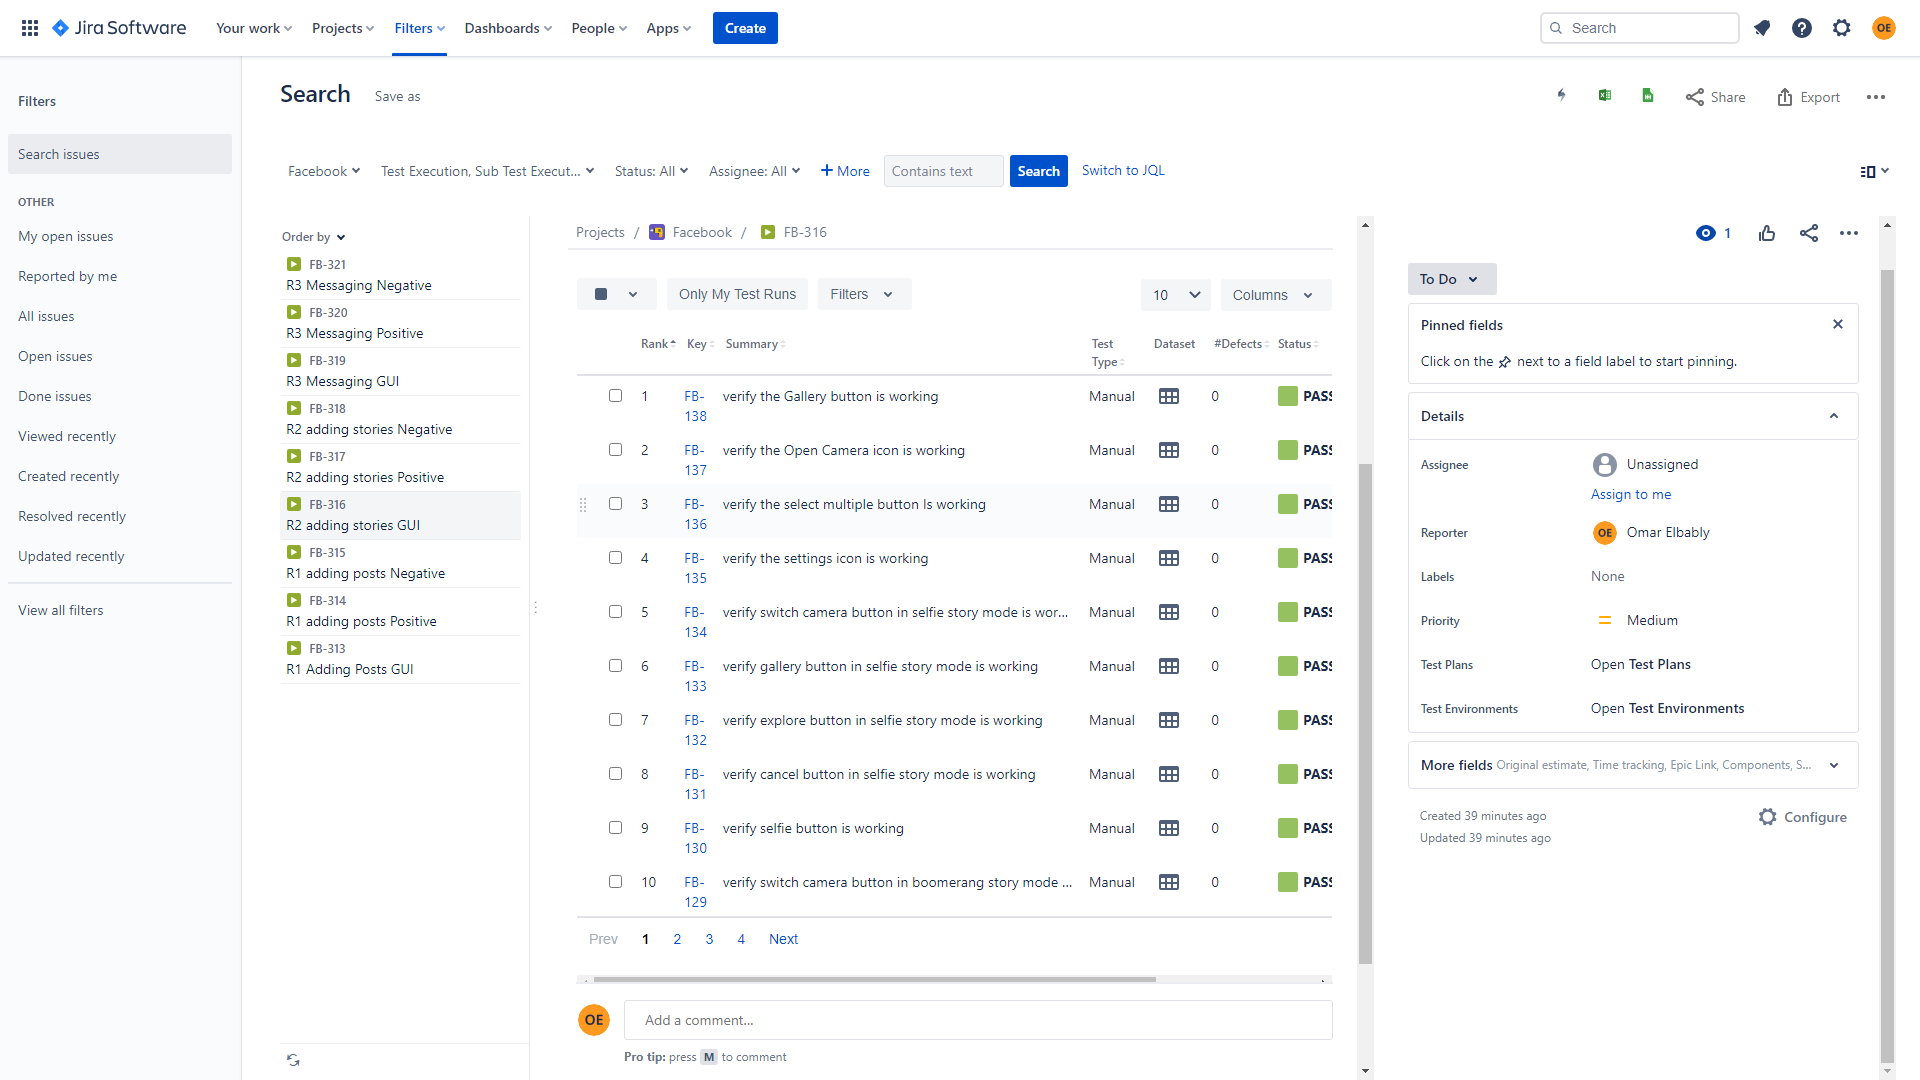 Jira Software
Your work
Projects
Filters
Dashboards
People
Apps
Create
Search
OE
Filters
Search issues
OTHER
My open issues
Reported by me
All issues
Open issues
Done issues
Viewed recently
Created recently
Resolved recently
Updated recently
View all filters
Search
Save as
Share
Export
Facebook
Test Execution, Sub Test Execut...
Status: All
Assignee: All
+ More
Contains text
Search
Switch to JQL
Order by
FB-321
R3 Messaging Negative
FB-320
R3 Messaging Positive
FB-319
R3 Messaging GUI
FB-318
R2 adding stories Negative
FB-317
R2 adding stories Positive
FB-316
R2 adding stories GUI
FB-315
R1 adding posts Negative
FB-314
R1 adding posts Positive
FB-313
R1 Adding Posts GUI
Projects / Facebook / FB-316
Only My Test Runs
Filters
10
Columns
Rank Key Summary Test Type Dataset #Defects Status
1 FB-138 verify the Gallery button is working Manual 0 PASS
2 FB-137 verify the Open Camera icon is working Manual 0 PASS
3 FB-136 verify the select multiple button Is working Manual 0 PASS
4 FB-135 verify the settings icon is working Manual 0 PASS
5 FB-134 verify switch camera button in selfie story mode is wor... Manual 0 PASS
6 FB-133 verify gallery button in selfie story mode is working Manual 0 PASS
7 FB-132 verify explore button in selfie story mode is working Manual 0 PASS
8 FB-131 verify cancel button in selfie story mode is working Manual 0 PASS
9 FB-130 verify selfie button is working Manual 0 PASS
10 FB-129 verify switch camera button in boomerang story mode ... Manual 0 PASS
Prev 1 2 3 4 Next
OE
Add a comment...
Pro tip: press M to comment
1
To Do
Pinned fields
Click on the next to a field label to start pinning.
Details
Assignee
Unassigned
Assign to me
Reporter
OE
Omar Elbably
Labels
None
Priority
Medium
Test Plans
Open Test Plans
Test Environments
Open Test Environments
More fields Original estimate, Time tracking, Epic Link, Components, S...
Created 39 minutes ago
Configure
Updated 39 minutes ago